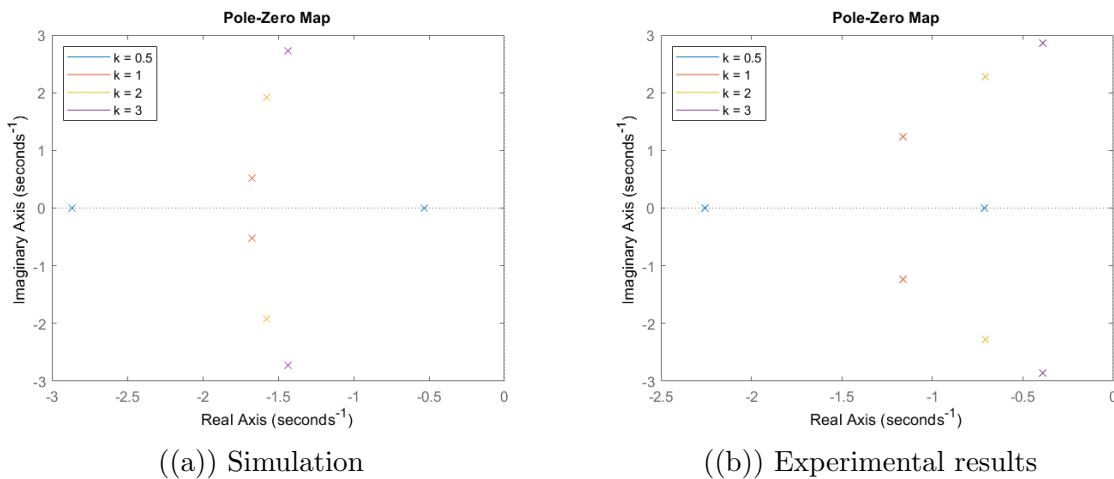 Pole-Zero Map
k = 0.5
k = 1
k = 2
k = 3
3
2
1
0
-1
-2
-3
-3
-2.5
-2
-1.5
-1
-0.5
0
Imaginary Axis (seconds⁻¹)
Real Axis (seconds⁻¹)
((a)) Simulation
Pole-Zero Map
k = 0.5
k = 1
k = 2
k = 3
3
2
1
0
-1
-2
-3
-2.5
-2
-1.5
-1
-0.5
0
Imaginary Axis (seconds⁻¹)
Real Axis (seconds⁻¹)
((b)) Experimental results